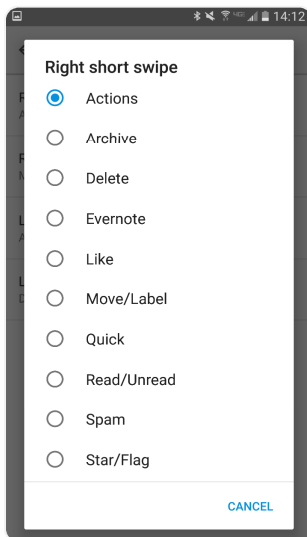 14:12
Right short swipe
Actions
Archive
Delete
Evernote
Like
Move/Label
Quick
Read/Unread
Spam
Star/Flag
CANCEL